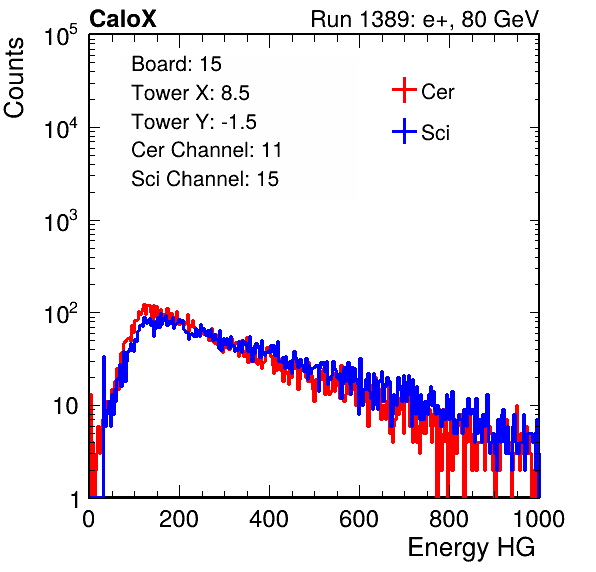 CaloX Run 1389: e+, 80 GeV
Board: 15
Tower X: 8.5
Tower Y: -1.5
Cer Channel: 11
Sci Channel: 15
Cer
Sci
Counts
10^5
10^4
10^3
10^2
10
1
0 200 400 600 800 1000
Energy HG